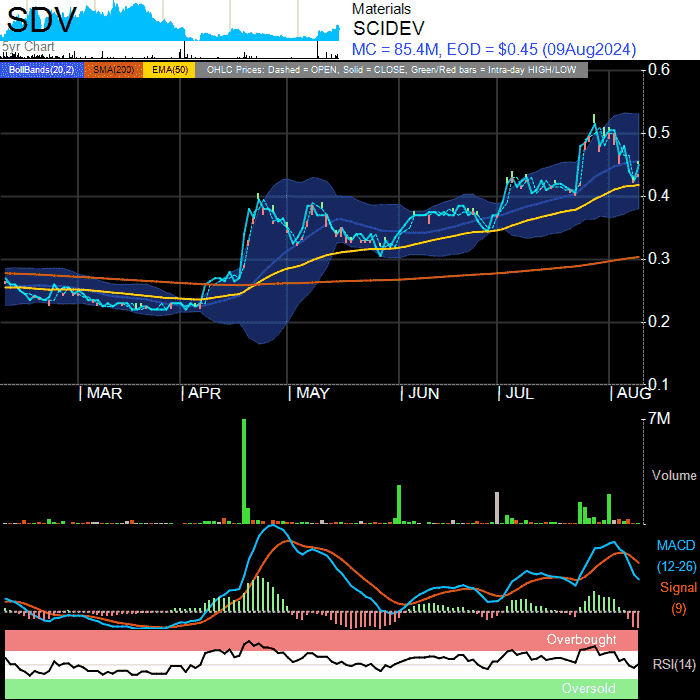 SDV
5yr Chart
Materials
SCIDEV
MC = 85.4M, EOD = $0.45 (09Aug2024)
BollBands(20,2) SMA(200) EMA(50) OHLC Prices: Dashed = OPEN, Solid = CLOSE, Green/Red bars = Intra-day HIGH/LOW
0.6
0.5
0.4
0.3
0.2
0.1
| MAR | APR | MAY | JUN | JUL | AUG
7M
Volume
MACD
(12-26)
Signal
(9)
Overbought
RSI(14)
Oversold